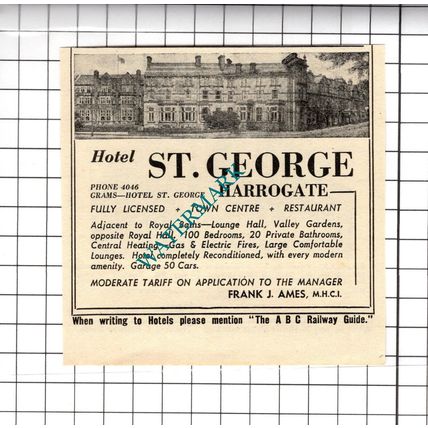 Hotel ST. GEORGE
PHONE 4046
GRAMS—HOTEL ST. GEORGE HARROGATE
FULLY LICENSED + TOWN CENTRE + RESTAURANT
Adjacent to Royal Baths—Lounge Hall, Valley Gardens,
opposite Royal Hall, 100 Bedrooms, 20 Private Bathrooms,
Central Heating, Gas & Electric Fires, Large Comfortable
Lounges. Hotel completely Reconditioned, with every modern
amenity. Garage 50 Cars.
MODERATE TARIFF ON APPLICATION TO THE MANAGER
FRANK J. AMES, M.H.C.I.
When writing to Hotels please mention "The A B C Railway Guide."
WATERMARK